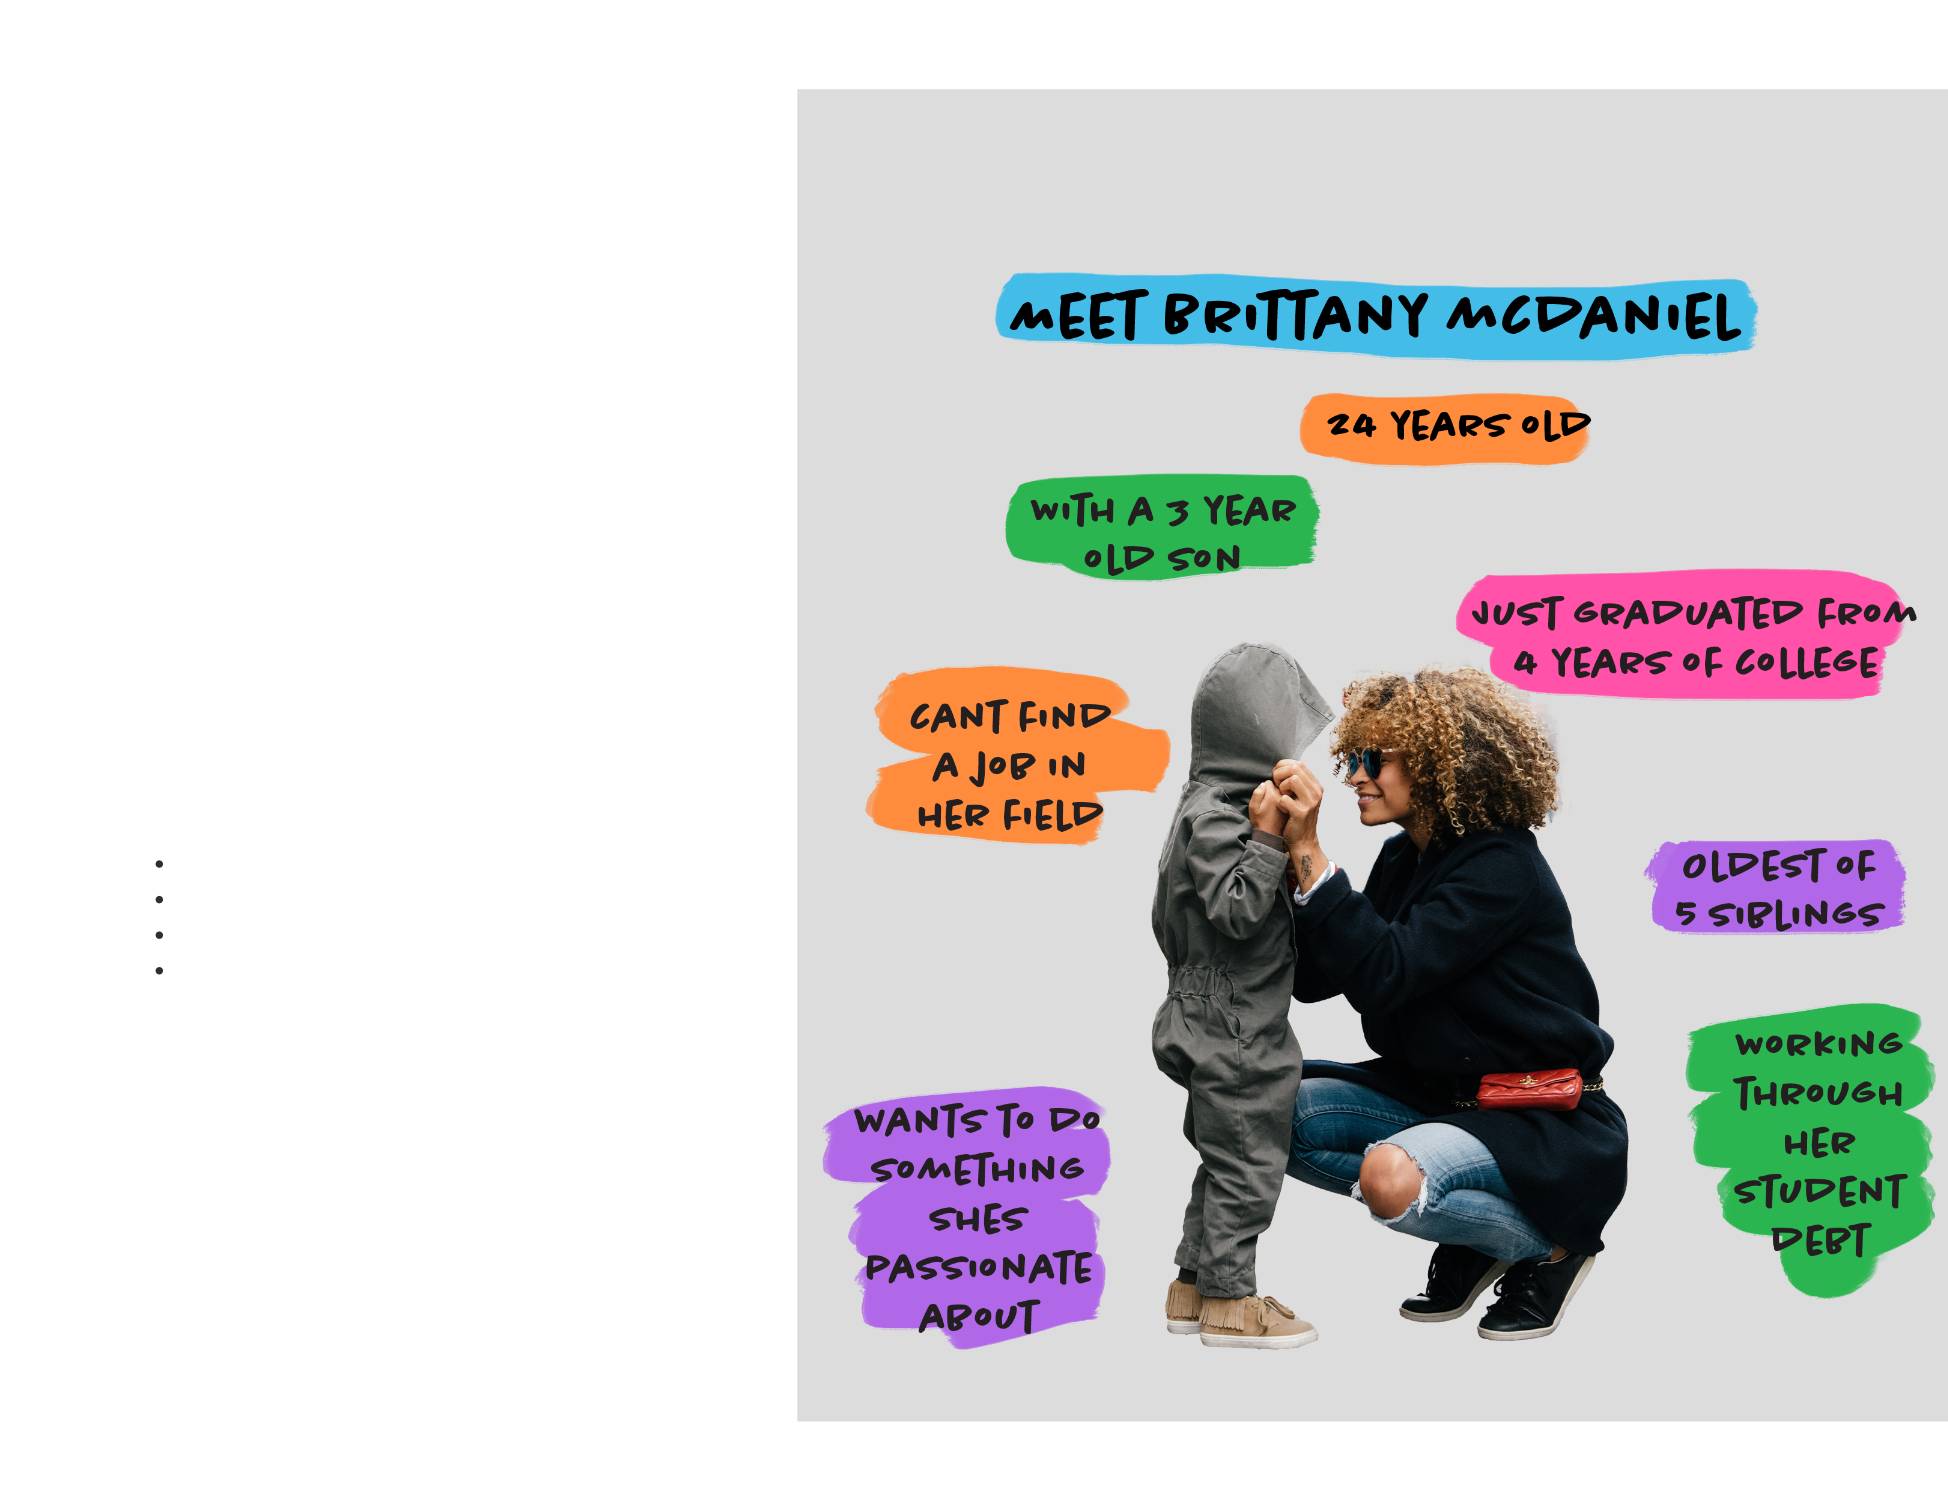 MEET BRITTANY MCDANIEL
24 YEARS OLD
WITH A 3 YEAR
OLD SON
JUST GRADUATED FROM
4 YEARS OF COLLEGE
CANT FIND
A JOB IN
HER FIELD
OLDEST OF
5 SIBLINGS
WORKING
THROUGH
HER
STUDENT
DEBT
WANTS TO DO
SOMETHING
SHES
PASSIONATE
ABOUT